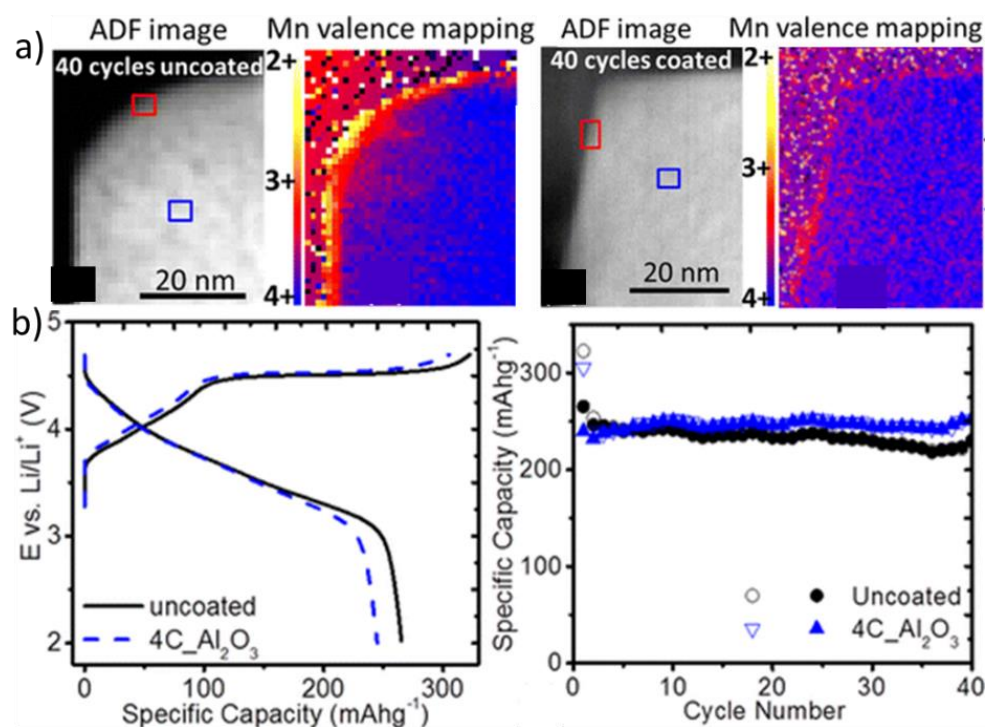 a)
ADF image
40 cycles uncoated
20 nm
Mn valence mapping
2+
3+
4+
ADF image
40 cycles coated
20 nm
Mn valence mapping
2+
3+
4+
b)
E vs. Li/Li⁺ (V)
5
4
3
2
uncoated
4C_Al₂O₃
0 100 200 300
Specific Capacity (mAhg⁻¹)
Specific Capacity (mAhg⁻¹)
300
200
100
0
Uncoated
4C_Al₂O₃
0 10 20 30 40
Cycle Number